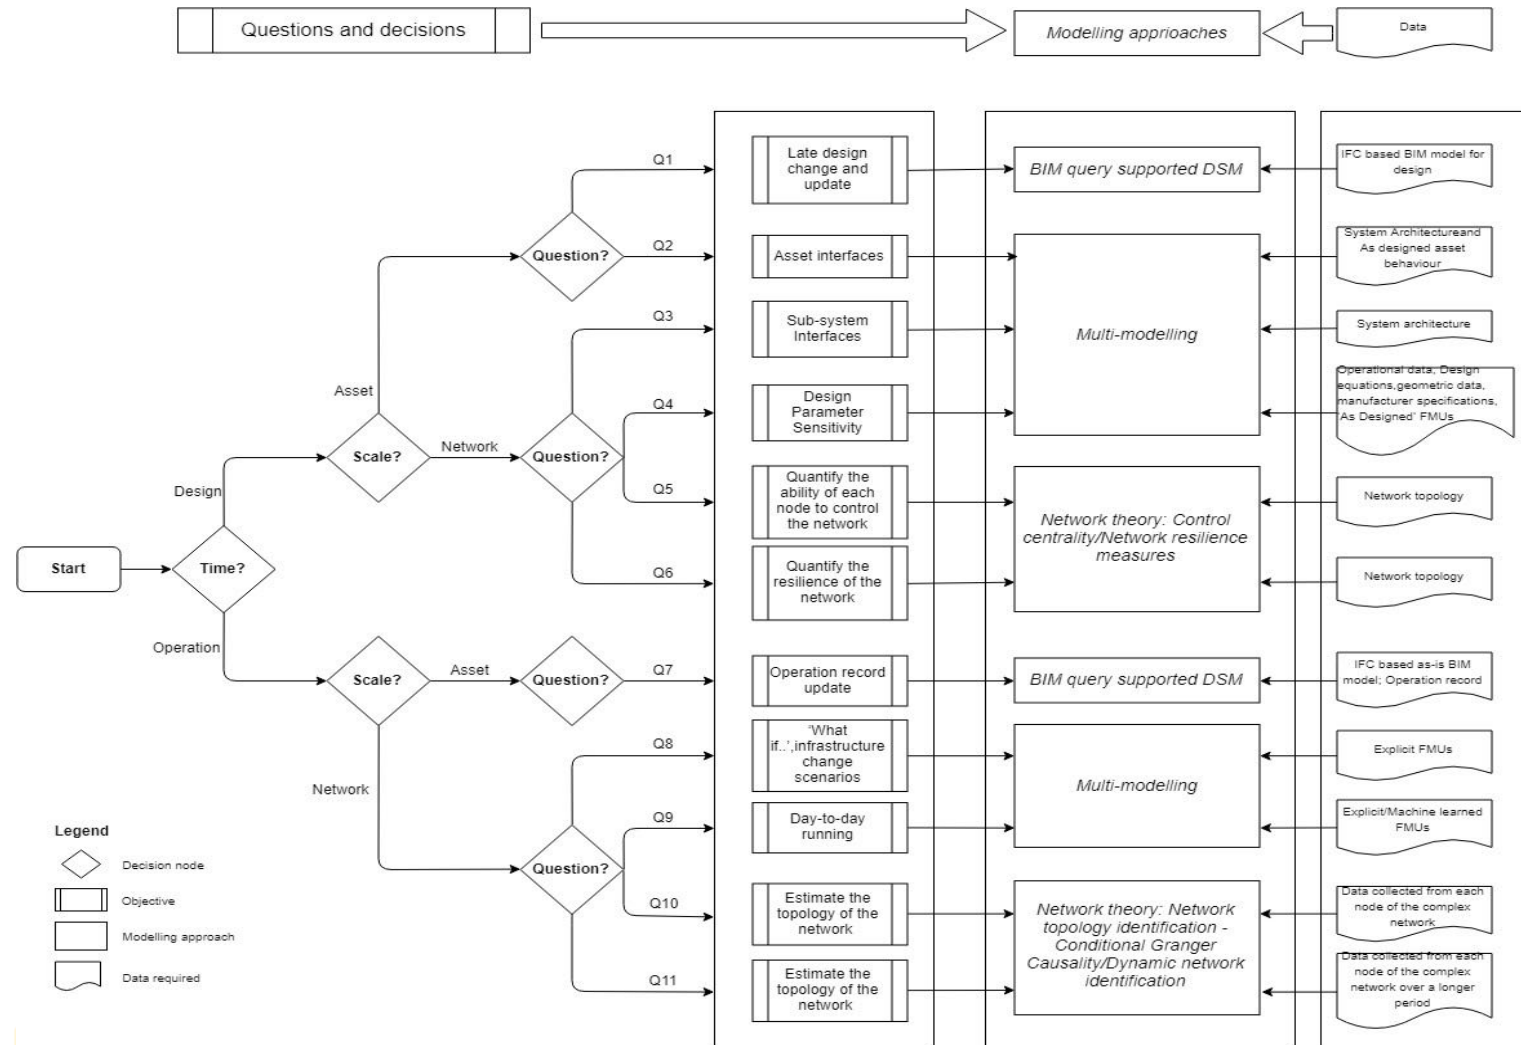 Questions and decisions
Modelling apprioaches
Data
Q1
Late design
change and
update
BIM query supported DSM
IFC based BIM model for
design
Question?
Q2
Asset interfaces
System Architectureand
As designed asset
behaviour
Q3
Sub-system
Interfaces
Multi-modelling
System architecture
Asset
Q4
Design
Parameter
Sensitivity
Operational data, Design
equations,geometric data,
manufacturer specifications,
'As Designed' FMUs
Scale?
Network
Question?
Design
Q5
Quantify the
ability of each
node to control
the network
Network theory: Control
centrality/Network resilience
measures
Network topology
Start
Time?
Q6
Quantify the
resilience of the
network
Network topology
Operation
Scale?
Asset
Question?
Q7
Operation record
update
BIM query supported DSM
IFC based as-is BIM
model; Operation record
Q8
'What
if..',infrastructure
change
scenarios
Multi-modelling
Explicit FMUs
Network
Q9
Day-to-day
running
Explicit/Machine learned
FMUs
Question?
Q10
Estimate the
topology of the
network
Network theory: Network
topology identification -
Conditional Granger
Causality/Dynamic network
identification
Data collected from each
node of the complex
network
Q11
Estimate the
topology of the
network
Data collected from each
node of the complex
network over a longer
period
Legend
Decision node
Objective
Modelling approach
Data required